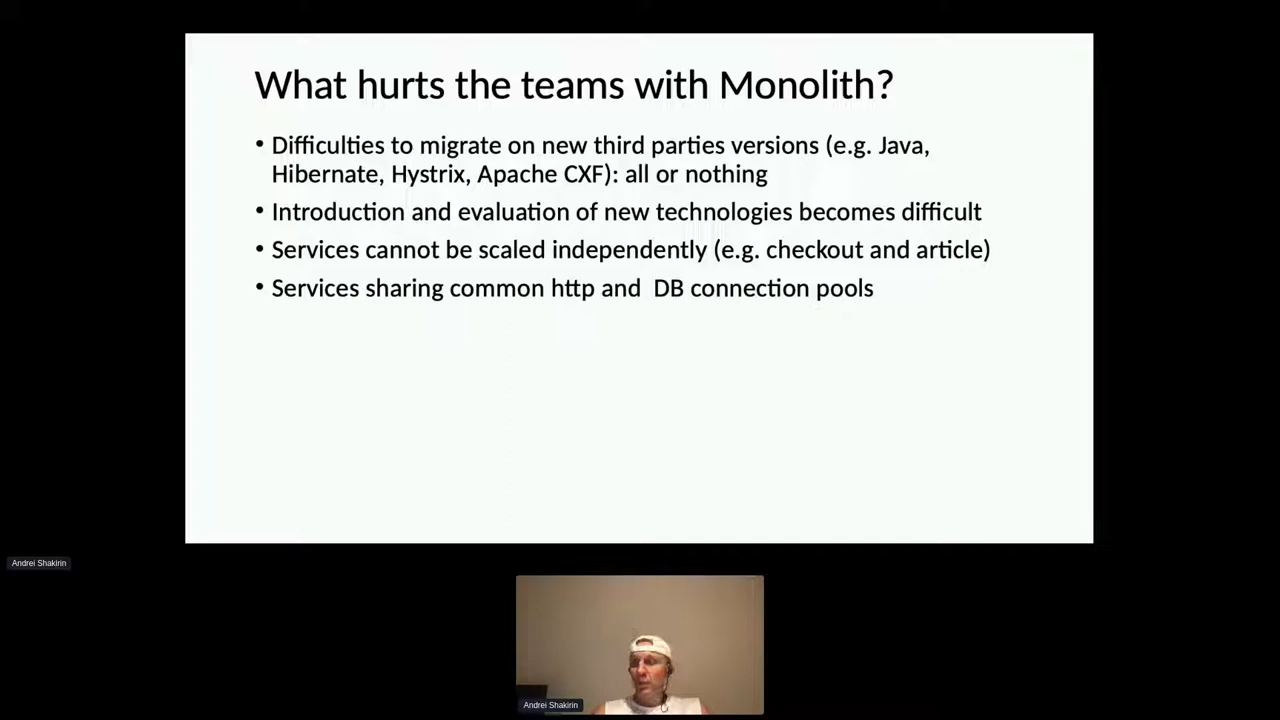 What hurts the teams with Monolith?
• Difficulties to migrate on new third parties versions (e.g. Java,
Hibernate, Hystrix, Apache CXF): all or nothing
• Introduction and evaluation of new technologies becomes difficult
• Services cannot be scaled independently (e.g. checkout and article)
• Services sharing common http and  DB connection pools
Andrei Shakirin
Andrei Shakirin